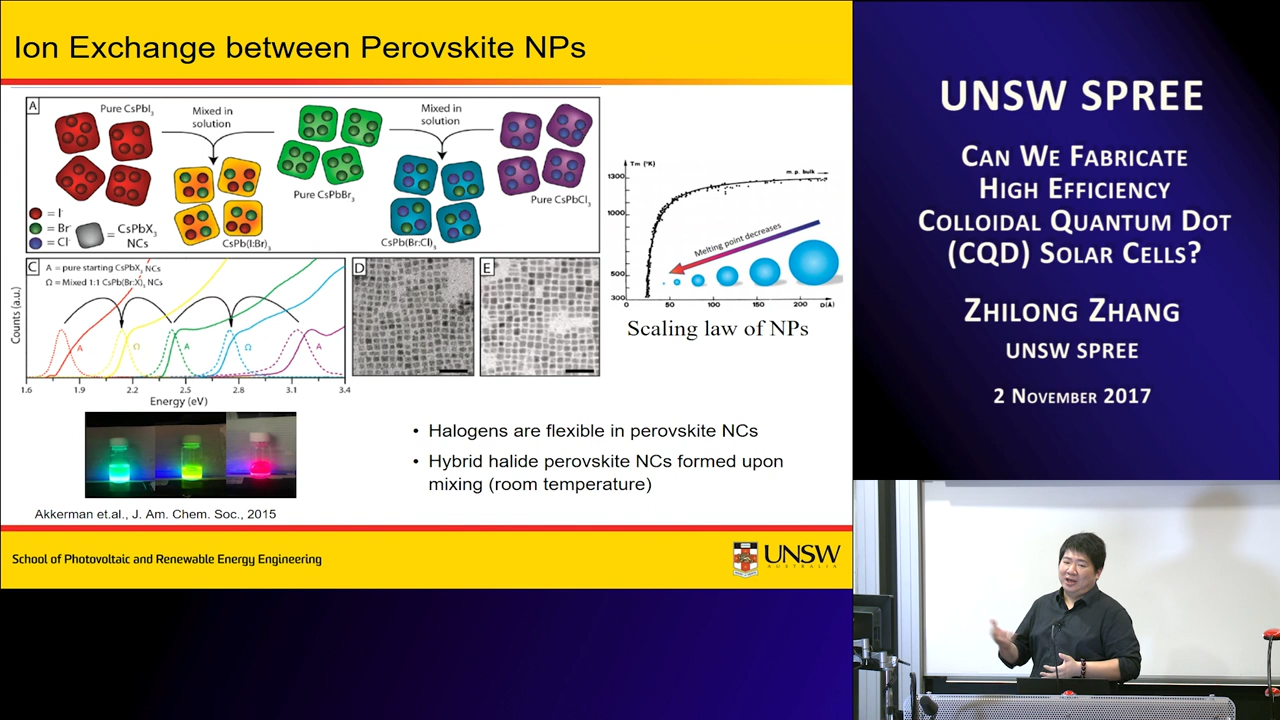 Ion Exchange between Perovskite NPs
A
Pure CsPbI3
Mixed in
solution
Mixed in
solution
Pure CsPbBr3
Pure CsPbCl3
= I-
= Br-
= Cl-
= CsPbX3
NCs
CsPb(I:Br)3
CsPb(Br:Cl)3
C
A = pure starting CsPbX3 NCs
Ω = Mixed 1:1 CsPb(Br:X)3 NCs
Counts (a.u.)
A
Ω
A
Ω
A
1.6
1.9
2.2
2.5
2.8
3.1
3.4
Energy (eV)
D
E
Tm (°K)
m.p. bulk
1300
1000
500
300
50
100
150
200
D(Å)
Melting point decreases
Scaling law of NPs
• Halogens are flexible in perovskite NCs
• Hybrid halide perovskite NCs formed upon
mixing (room temperature)
Akkerman et.al., J. Am. Chem. Soc., 2015
School of Photovoltaic and Renewable Energy Engineering
UNSW
AUSTRALIA
UNSW SPREE
Can We Fabricate
High Efficiency
Colloidal Quantum Dot
(CQD) Solar Cells?
Zhilong Zhang
UNSW SPREE
2 November 2017